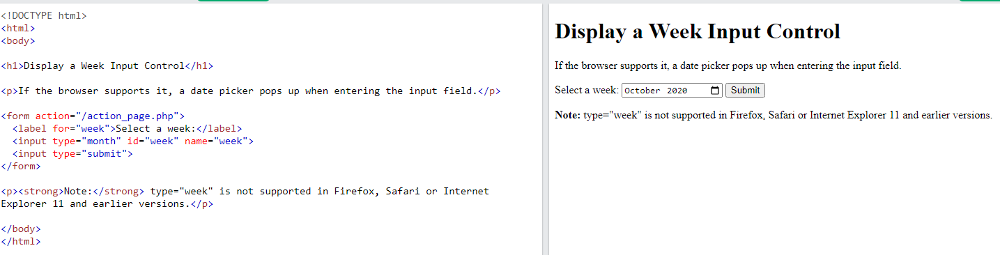 <!DOCTYPE html>
<html>
<body>
<h1>Display a Week Input Control</h1>
<p>If the browser supports it, a date picker pops up when entering the input field.</p>
<form action="/action_page.php">
<label for="week">Select a week:</label>
<input type="month" id="week" name="week">
<input type="submit">
</form>
<p><strong>Note:</strong> type="week" is not supported in Firefox, Safari or Internet
Explorer 11 and earlier versions.</p>
</body>
</html>
Display a Week Input Control
If the browser supports it, a date picker pops up when entering the input field.
Select a week: October 2020 Submit
Note: type="week" is not supported in Firefox, Safari or Internet Explorer 11 and earlier versions.